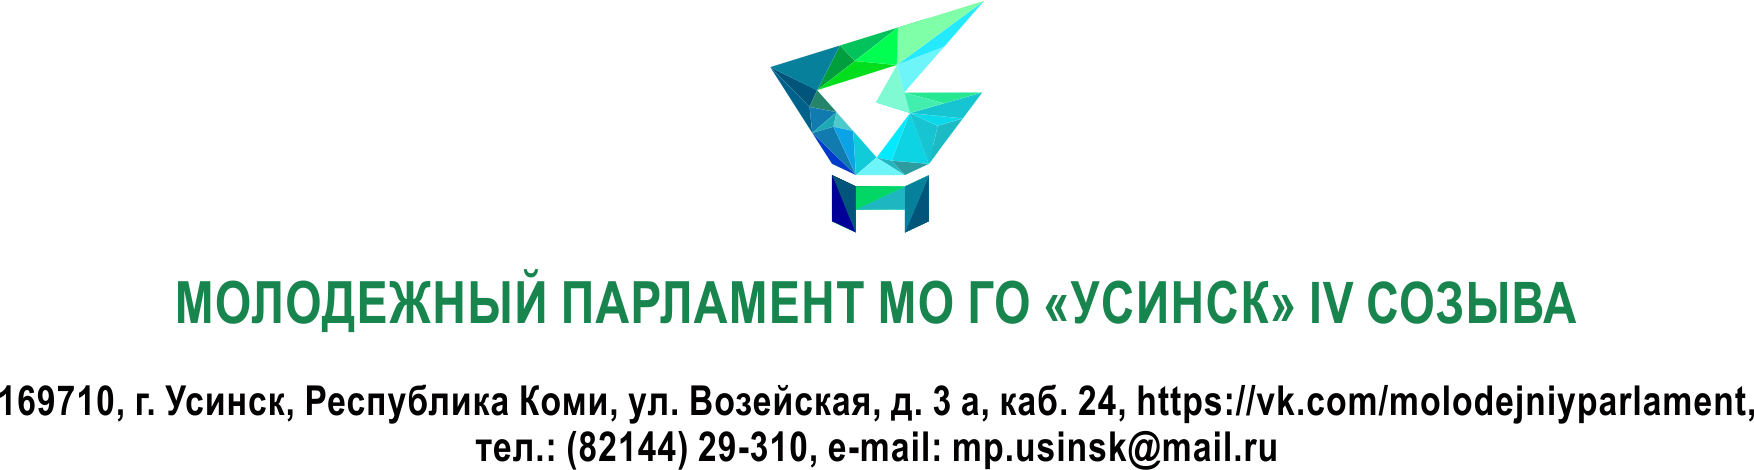 МОЛОДЕЖНЫЙ ПАРЛАМЕНТ МО ГО «УСИНСК» IV СОЗЫВА
169710, г. Усинск, Республика Коми, ул. Возейская, д. 3 а, каб. 24, https://vk.com/molodejniyparlament,
тел.: (82144) 29-310, e-mail: mp.usinsk@mail.ru